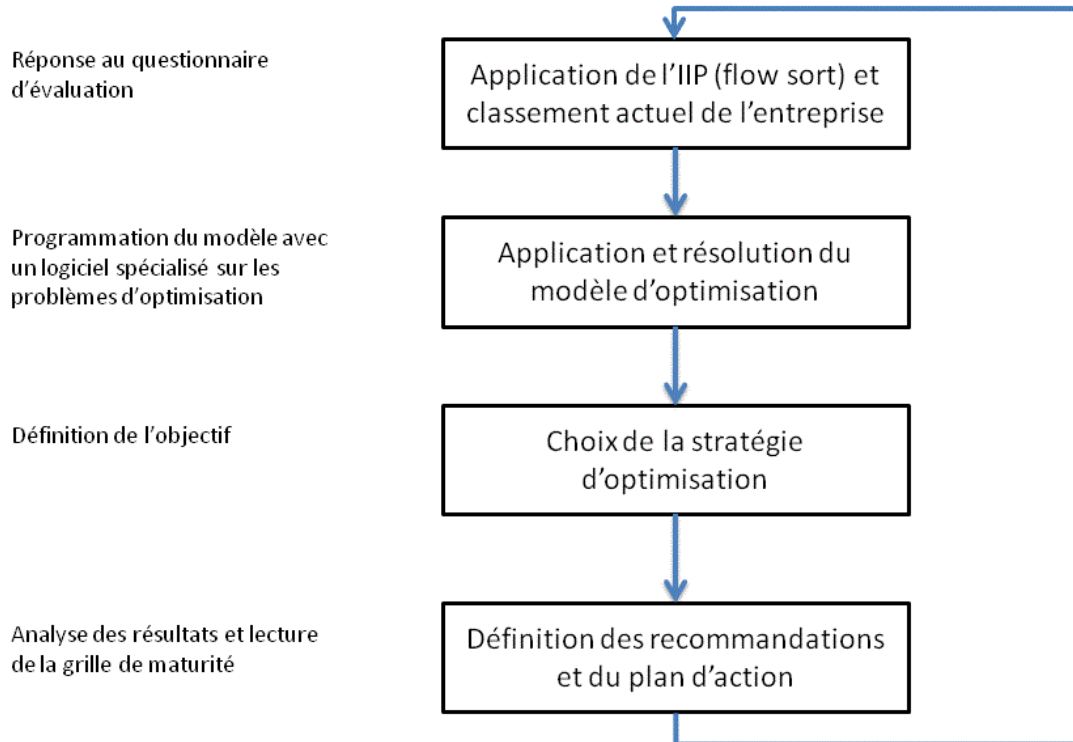 Réponse au questionnaire
d’évaluation
Application de l’IIP (flow sort) et
classement actuel de l’entreprise
Programmation du modèle avec
un logiciel spécialisé sur les
problèmes d’optimisation
Application et résolution du
modèle d’optimisation
Définition de l’objectif
Choix de la stratégie
d’optimisation
Analyse des résultats et lecture
de la grille de maturité
Définition des recommandations
et du plan d’action